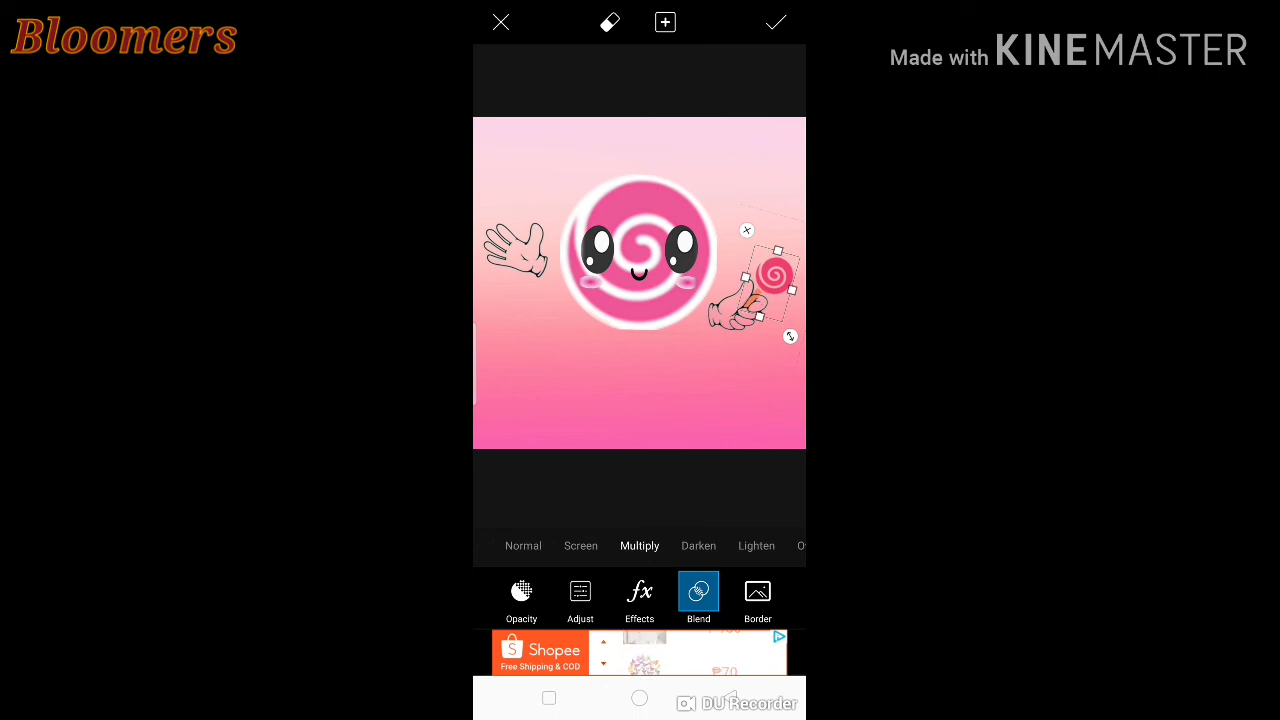 Bloomers
Made with KINEMASTER
Normal Screen Multiply Darken Lighten
Opacity Adjust Effects Blend Border
Shopee
Free Shipping & COD
₱70
DU Recorder